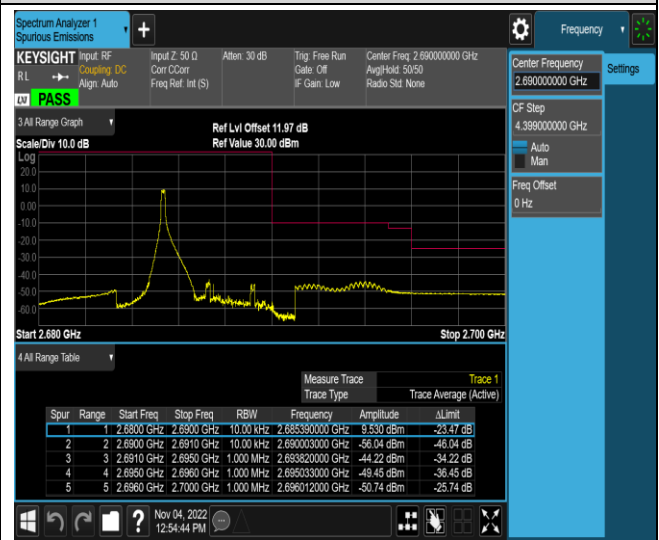 Spectrum Analyzer 1
Spurious Emissions
Frequency
KEYSIGHT Input: RF Input Z: 50 Ω Atten: 30 dB Trig: Free Run Center Freq: 2.690000000 GHz
RL Coupling: DC Corr CCorr Gate: Off Avg|Hold: 50/50
Align: Auto Freq Ref: Int (S) IF Gain: Low Radio Std: None
LXI PASS
Center Frequency
2.690000000 GHz
Settings
CF Step
4.399000000 GHz
Auto
Man
Freq Offset
0 Hz
3 All Range Graph
Ref Lvl Offset 11.97 dB
Scale/Div 10.0 dB Ref Value 30.00 dBm
Log
20.0
10.0
0.00
-10.0
-20.0
-30.0
-40.0
-50.0
-60.0
Start 2.680 GHz Stop 2.700 GHz
4 All Range Table
Measure Trace Trace 1
Trace Type Trace Average (Active)
Spur Range Start Freq Stop Freq RBW Frequency Amplitude ΔLimit
1 1 2.6800 GHz 2.6900 GHz 10.00 kHz 2.685390000 GHz 9.530 dBm -23.47 dB
2 2 2.6900 GHz 2.6910 GHz 10.00 kHz 2.690003000 GHz -56.04 dBm -46.04 dB
3 3 2.6910 GHz 2.6950 GHz 1.000 MHz 2.693820000 GHz -44.22 dBm -34.22 dB
4 4 2.6950 GHz 2.6960 GHz 1.000 MHz 2.695033000 GHz -49.45 dBm -36.45 dB
5 5 2.6960 GHz 2.7000 GHz 1.000 MHz 2.696012000 GHz -50.74 dBm -25.74 dB
Nov 04, 2022
12:54:44 PM